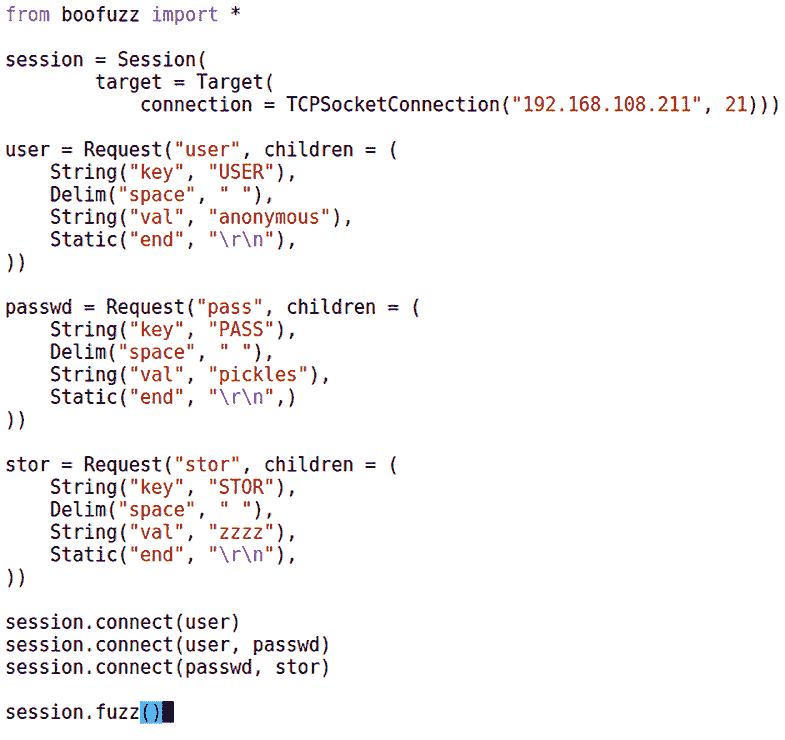 from boofuzz import *

session = Session(
        target = Target(
            connection = TCPSocketConnection("192.168.108.211", 21)))

user = Request("user", children = (
    String("key", "USER"),
    Delim("space", " "),
    String("val", "anonymous"),
    Static("end", "\r\n"),
))

passwd = Request("pass", children = (
    String("key", "PASS"),
    Delim("space", " "),
    String("val", "pickles"),
    Static("end", "\r\n",)
))

stor = Request("stor", children = (
    String("key", "STOR"),
    Delim("space", " "),
    String("val", "zzzz"),
    Static("end", "\r\n"),
))

session.connect(user)
session.connect(user, passwd)
session.connect(passwd, stor)

session.fuzz()